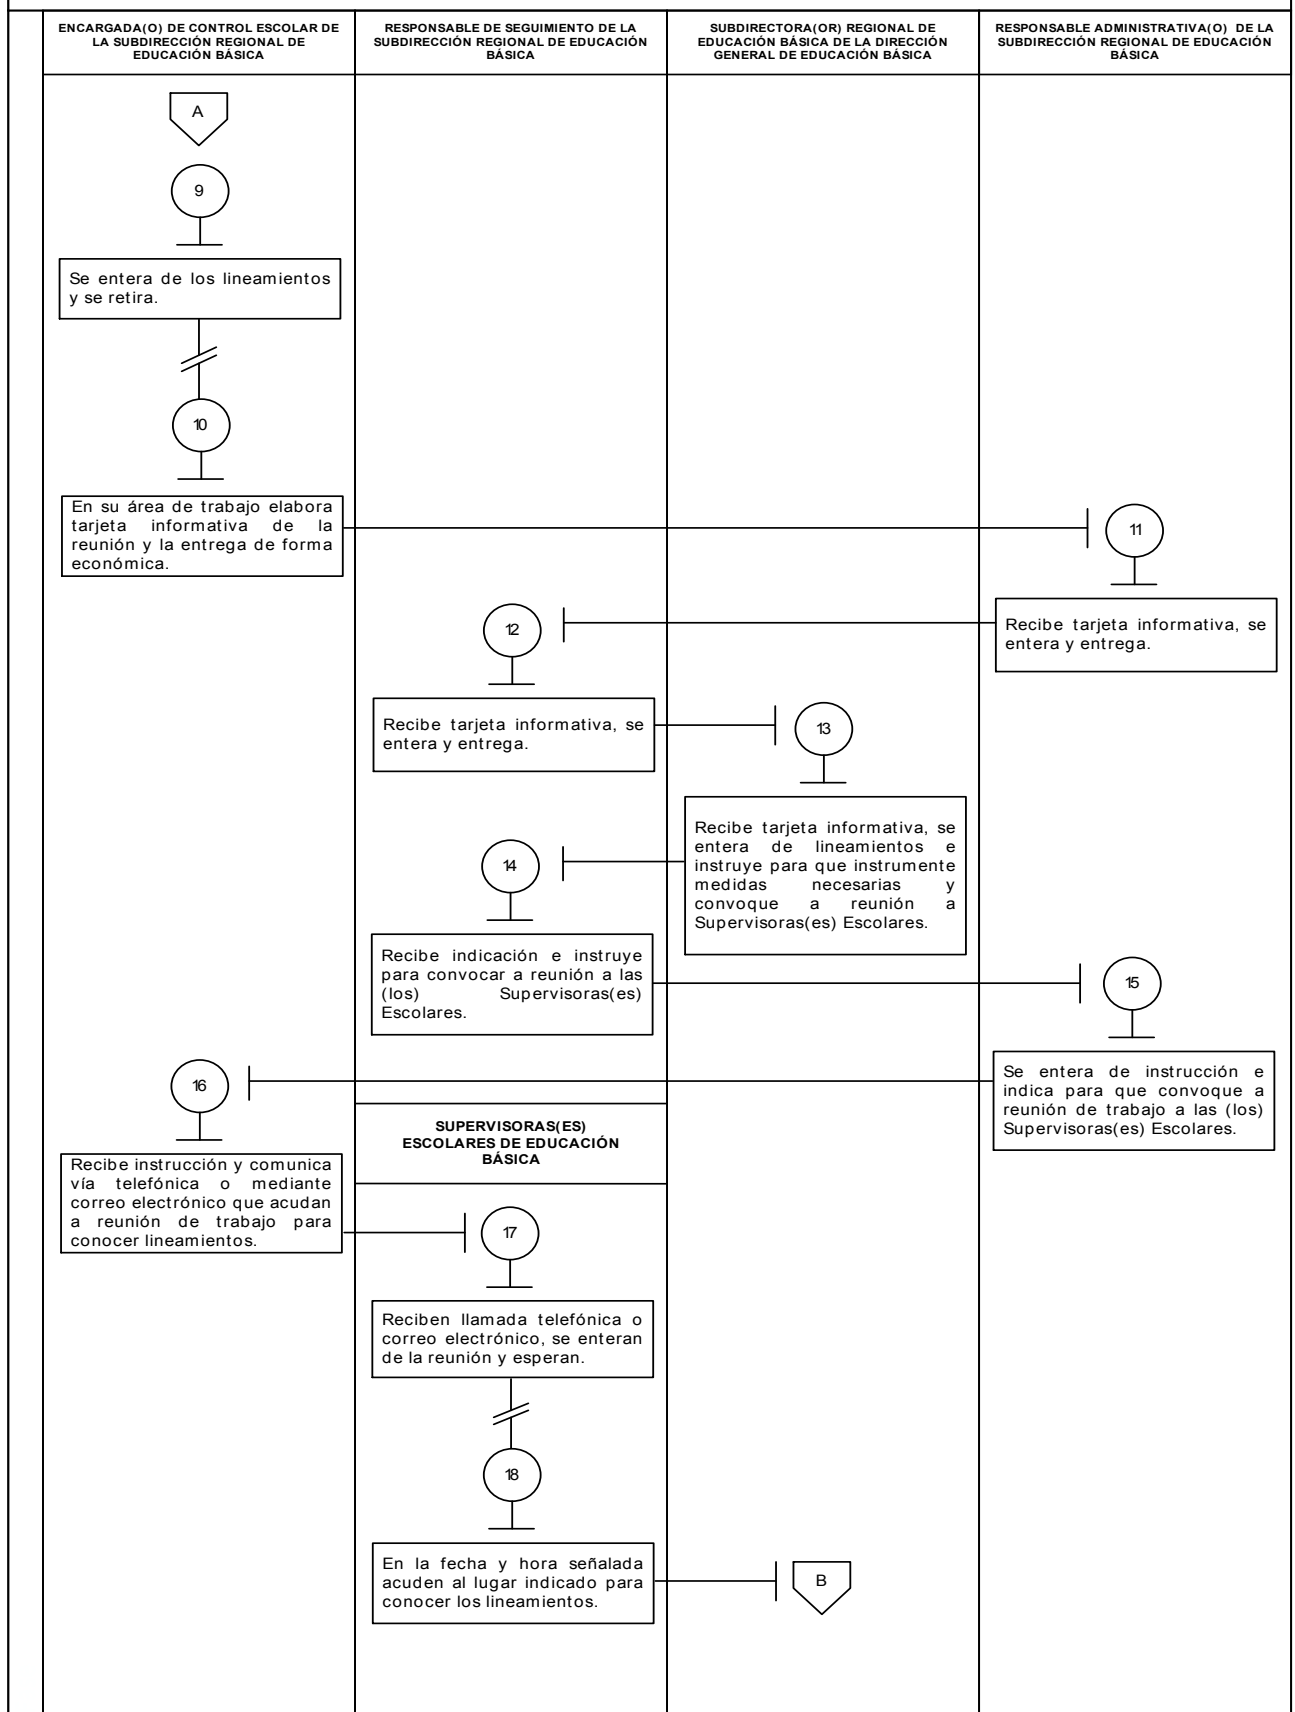 ENCARGADA(O) DE CONTROL ESCOLAR DE
LA SUBDIRECCIÓN REGIONAL DE
EDUCACIÓN BÁSICA
RESPONSABLE DE SEGUIMIENTO DE LA
SUBDIRECCIÓN REGIONAL DE EDUCACIÓN
BÁSICA
SUBDIRECTORA(OR) REGIONAL DE
EDUCACIÓN BÁSICA DE LA DIRECCIÓN
GENERAL DE EDUCACIÓN BÁSICA
RESPONSABLE ADMINISTRATIVA(O) DE LA
SUBDIRECCIÓN REGIONAL DE EDUCACIÓN
BÁSICA
A
9
Se entera de los lineamientos
y se retira.
10
En su área de trabajo elabora
tarjeta informativa de la
reunión y la entrega de forma
económica.
11
Recibe tarjeta informativa, se
entera y entrega.
12
Recibe tarjeta informativa, se
entera y entrega.
13
Recibe tarjeta informativa, se
entera de lineamientos e
instruye para que instrumente
medidas necesarias y
convoque a reunión a
Supervisoras(es) Escolares.
14
Recibe indicación e instruye
para convocar a reunión a las
(los) Supervisoras(es)
Escolares.
15
Se entera de instrucción e
indica para que convoque a
reunión de trabajo a las (los)
Supervisoras(es) Escolares.
16
Recibe instrucción y comunica
vía telefónica o mediante
correo electrónico que acudan
a reunión de trabajo para
conocer lineamientos.
SUPERVISORAS(ES)
ESCOLARES DE EDUCACIÓN
BÁSICA
17
Reciben llamada telefónica o
correo electrónico, se enteran
de la reunión y esperan.
18
En la fecha y hora señalada
acuden al lugar indicado para
conocer los lineamientos.
B